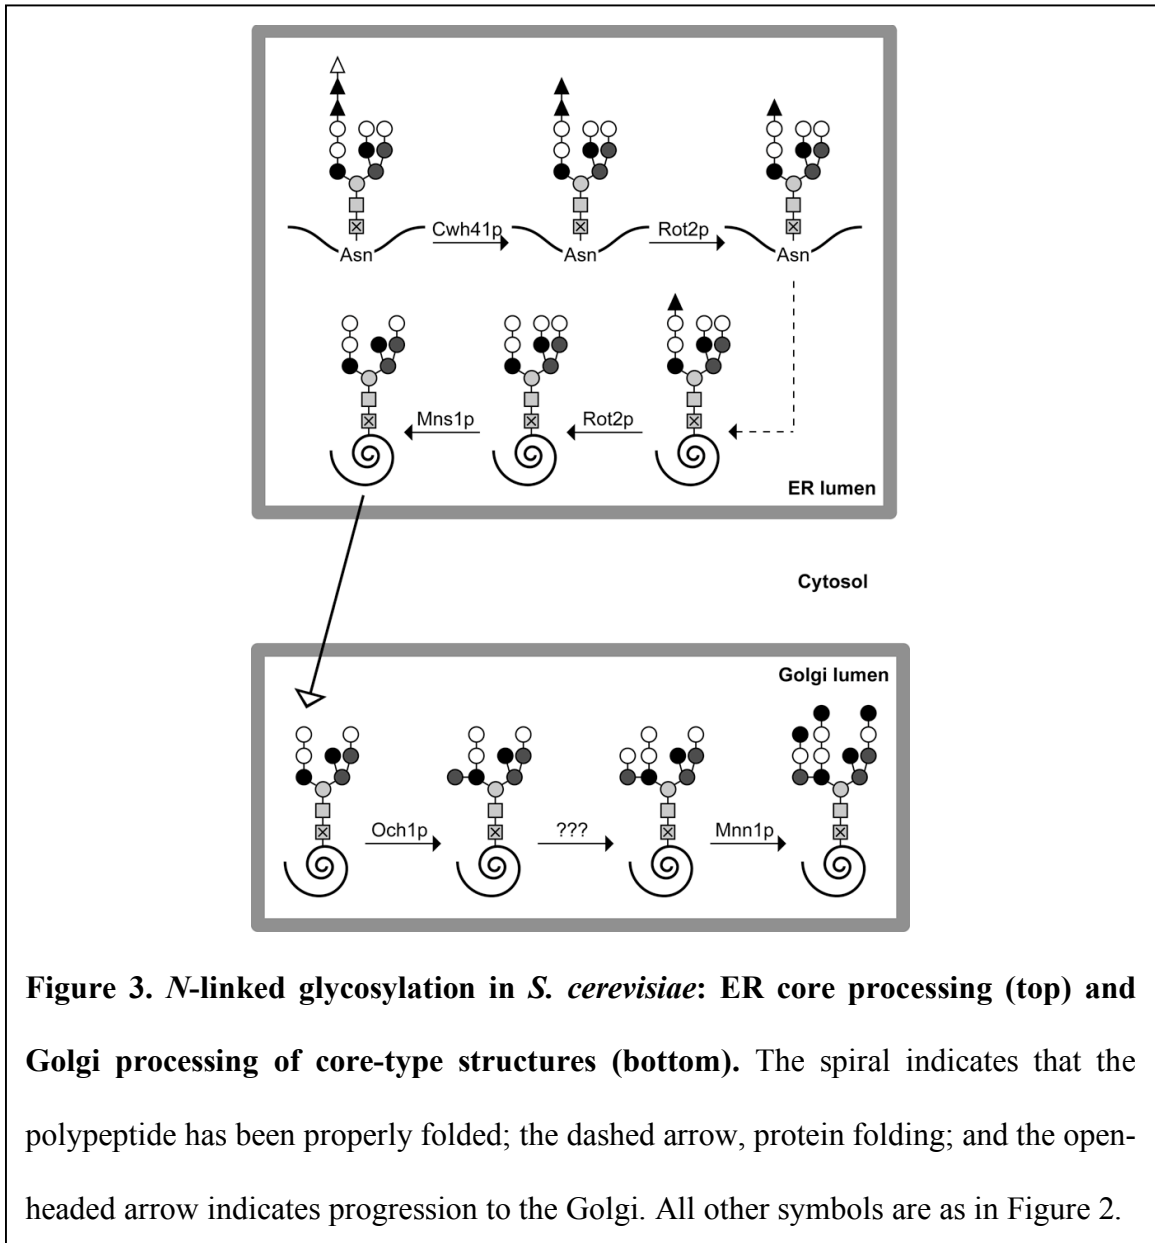 Cwh41p
Rot2p
Asn
Asn
Asn
Mns1p
Rot2p
ER lumen
Cytosol
Golgi lumen
Och1p
???
Mnn1p
Figure 3. N-linked glycosylation in S. cerevisiae: ER core processing (top) and
Golgi processing of core-type structures (bottom). The spiral indicates that the
polypeptide has been properly folded; the dashed arrow, protein folding; and the open-
headed arrow indicates progression to the Golgi. All other symbols are as in Figure 2.